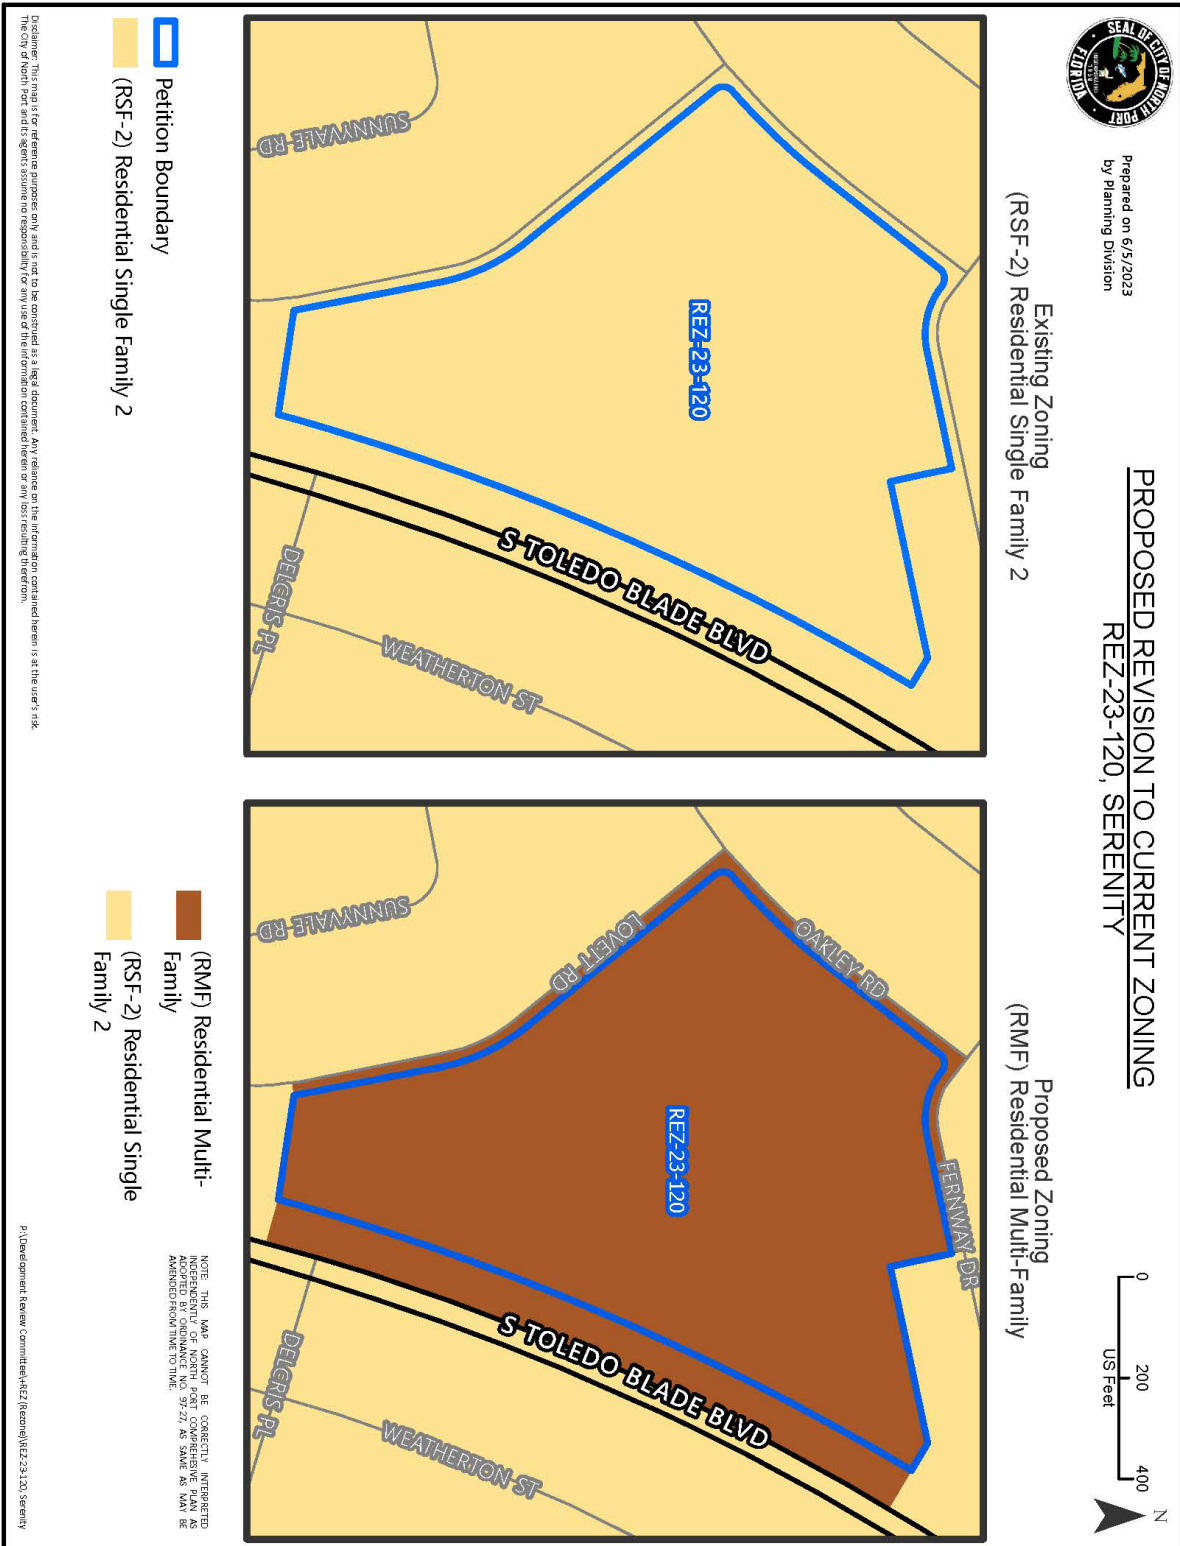 SEAL OF CITY OF NORTH PORT
FLORIDA
Prepared on 6/5/2023
by Planning Division
PROPOSED REVISION TO CURRENT ZONING
REZ-23-120, SERENITY
0 200 400
US Feet
N
Existing Zoning
(RSF-2) Residential Single Family 2
REZ-23-120
SUNNYVALE RD
S TOLEDO BLADE BLVD
WEATHERTON ST
DELGRIS PL
Proposed Zoning
(RMF) Residential Multi-Family
OAKLEY RD
FERNWAY DR
LOVETT RD
REZ-23-120
SUNNYVALE RD
S TOLEDO BLADE BLVD
WEATHERTON ST
DELGRIS PL
Petition Boundary
(RSF-2) Residential Single Family 2
(RMF) Residential Multi-
Family
(RSF-2) Residential Single
Family 2
NOTE: THIS MAP CANNOT BE CORRECTLY INTERPRETED
INDEPENDENTLY OF NORTH PORT COMPREHESIVE PLAN AS
ADOPTED BY ORDINANCE NO. 97-27, AS SAME AS MAY BE
AMENDED FROM TIME TO TIME.
Disclaimer: This map is for reference purposes only and is not to be construed as a legal document. Any reliance on the information contained herein is at the user's risk.
The City of North Port and its agents assume no responsibility for any use of the information contained herein or any loss resulting therefrom.
P:\Development Review Committee\+REZ (Rezone)\REZ-23-120, Serenity